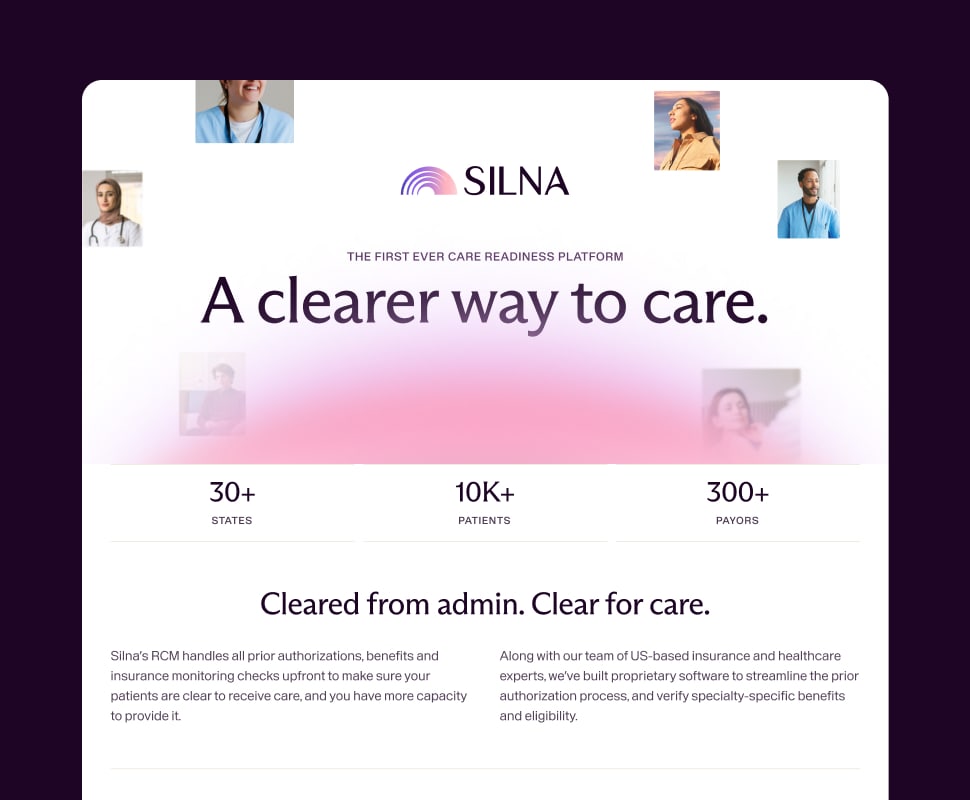 SILNA
THE FIRST EVER CARE READINESS PLATFORM
A clearer way to care.
30+
STATES
10K+
PATIENTS
300+
PAYORS
Cleared from admin. Clear for care.
Silna's RCM handles all prior authorizations, benefits and
insurance monitoring checks upfront to make sure your
patients are clear to receive care, and you have more capacity
to provide it.
Along with our team of US-based insurance and healthcare
experts, we've built proprietary software to streamline the prior
authorization process, and verify specialty-specific benefits
and eligibility.